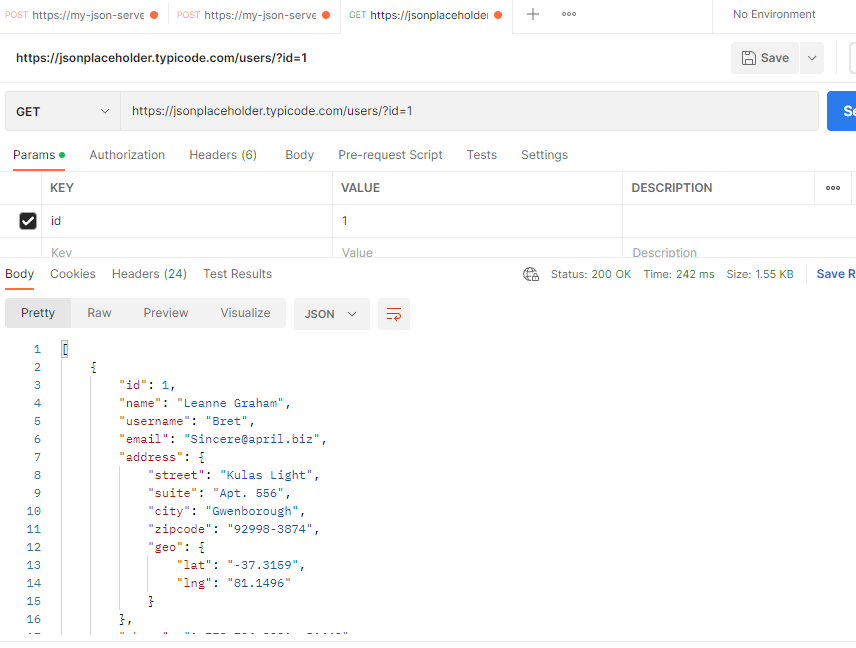 POST https://my-json-serve POST https://my-json-serve GET https://jsonplaceholder No Environment
https://jsonplaceholder.typicode.com/users/?id=1 Save
GET https://jsonplaceholder.typicode.com/users/?id=1 Se
Params Authorization Headers (6) Body Pre-request Script Tests Settings
KEY VALUE DESCRIPTION
id 1
Key Value Description
Body Cookies Headers (24) Test Results Status: 200 OK Time: 242 ms Size: 1.55 KB Save R
Pretty Raw Preview Visualize JSON
1 [
2 {
3 "id": 1,
4 "name": "Leanne Graham",
5 "username": "Bret",
6 "email": "Sincere@april.biz",
7 "address": {
8 "street": "Kulas Light",
9 "suite": "Apt. 556",
10 "city": "Gwenborough",
11 "zipcode": "92998-3874",
12 "geo": {
13 "lat": "-37.3159",
14 "lng": "81.1496"
15 }
16 },